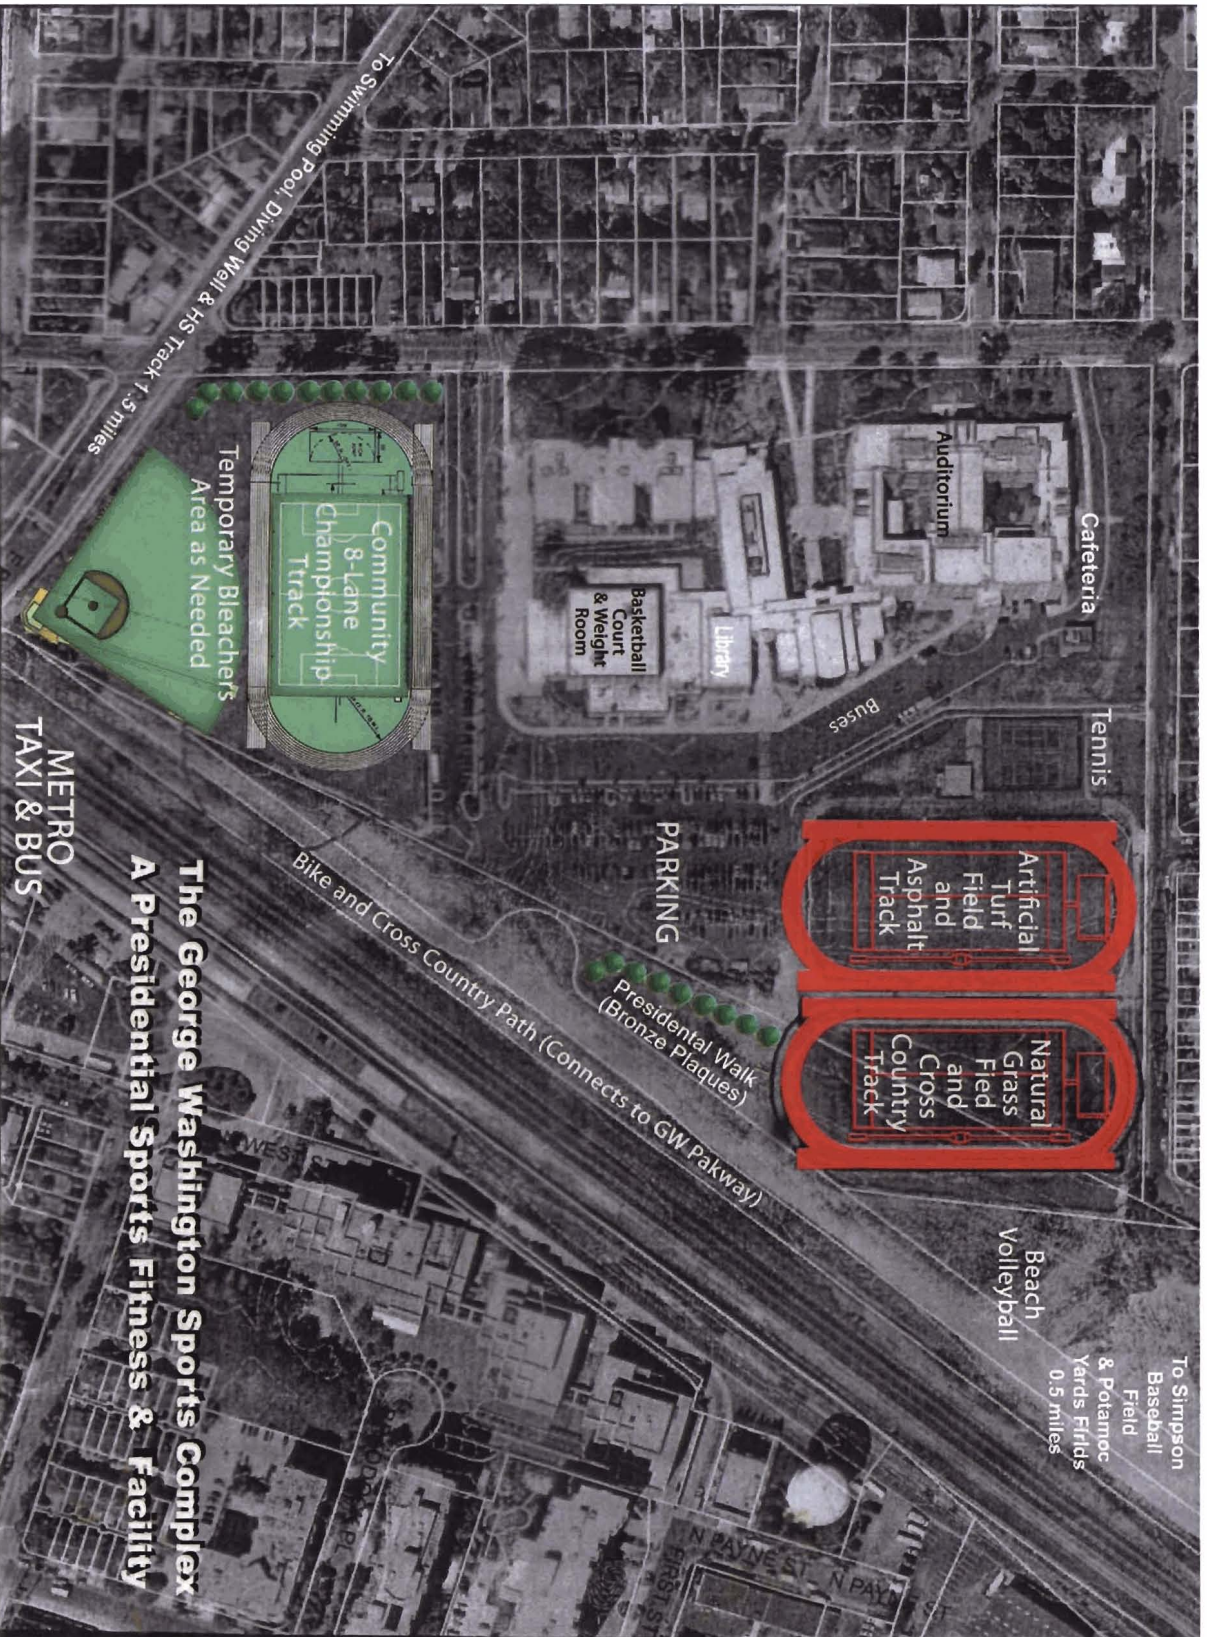 To Simpson
Baseball
Field
& Potamoc
Yards Firlds
0.5 miles
Cafeteria
Tennis
Beach
Volleyball
Auditorium
Artificial
Turf
Field
and
Asphalt
Track
Natural
Grass
Fied
and
Cross
Country
Track
Buses
Library
Basketball
Court
& Weight
Room
PARKING
Presidental Walk
(Bronze Plaques)
N PAYNE ST
N PAYNE ST
FIRST ST
To Swimming Pool, Diving Well & HS Track 1.5 miles
Community
8-Lane
Championship
Ttrack
Bike and Cross Country Path (Connects to GW Pakway)
Temporary Bleachers
Area as Needed
N WEST ST
METRO
TAXI & BUS
The George Washington Sports Complex
A Presidential Sports Fitness & Facility